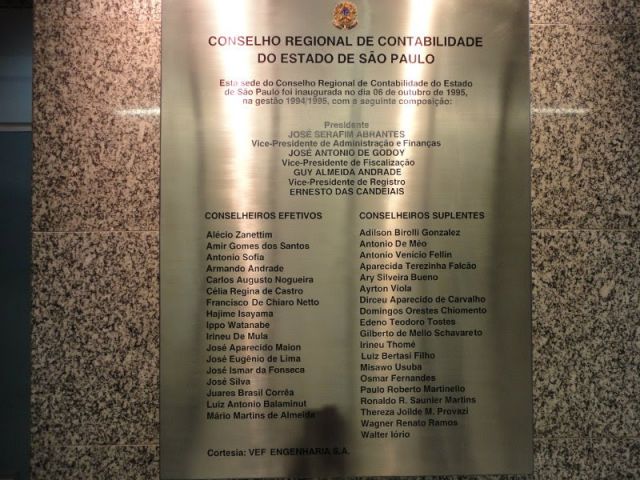 CONSELHO REGIONAL DE CONTABILIDADE
DO ESTADO DE SÃO PAULO
Esta sede do Conselho Regional de Contabilidade do Estado
de São Paulo foi inaugurada no dia 06 de outubro de 1995,
na gestão 1994/1995, com a seguinte composição:
Presidente
JOSÉ SERAFIM ABRANTES
Vice-Presidente de Administração e Finanças
JOSÉ ANTONIO DE GODOY
Vice-Presidente de Fiscalização
GUY ALMEIDA ANDRADE
Vice-Presidente de Registro
ERNESTO DAS CANDEIAIS
CONSELHEIROS EFETIVOS
Alécio Zanettim
Amir Gomes dos Santos
Antonio Sofia
Armando Andrade
Carlos Augusto Nogueira
Célia Regina de Castro
Francisco De Chiaro Netto
Hajime Isayama
Ippo Watanabe
Irineu De Mula
José Aparecido Maion
José Eugênio de Lima
José Ismar da Fonseca
José Silva
Juares Brasil Corrêa
Luiz Antonio Balaminut
Mário Martins de Almeida
CONSELHEIROS SUPLENTES
Adilson Birolli Gonzalez
Antonio De Méo
Antonio Venício Fellin
Aparecida Terezinha Falcão
Ary Silveira Bueno
Ayrton Viola
Dirceu Aparecido de Carvalho
Domingos Orestes Chiomento
Edeno Teodoro Tostes
Gilberto de Mello Schavareto
Irineu Thomé
Luiz Bertasi Filho
Misawo Usuba
Osmar Fernandes
Paulo Roberto Martinello
Ronaldo R. Saunier Martins
Thereza Joilde M. Provazi
Wagner Renato Ramos
Walter Iório
Cortesia: VEF ENGENHARIA S.A.